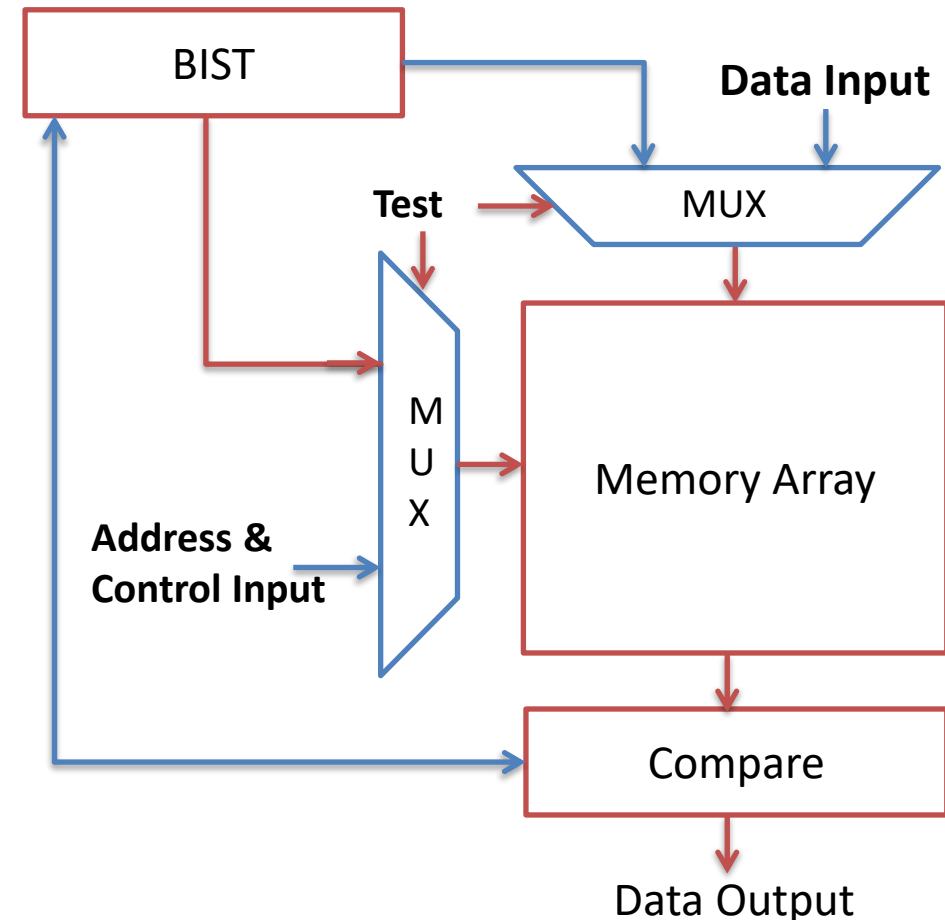 BIST
Data Input
Test
MUX
M
U
X
Memory Array
Address &
Control Input
Compare
Data Output